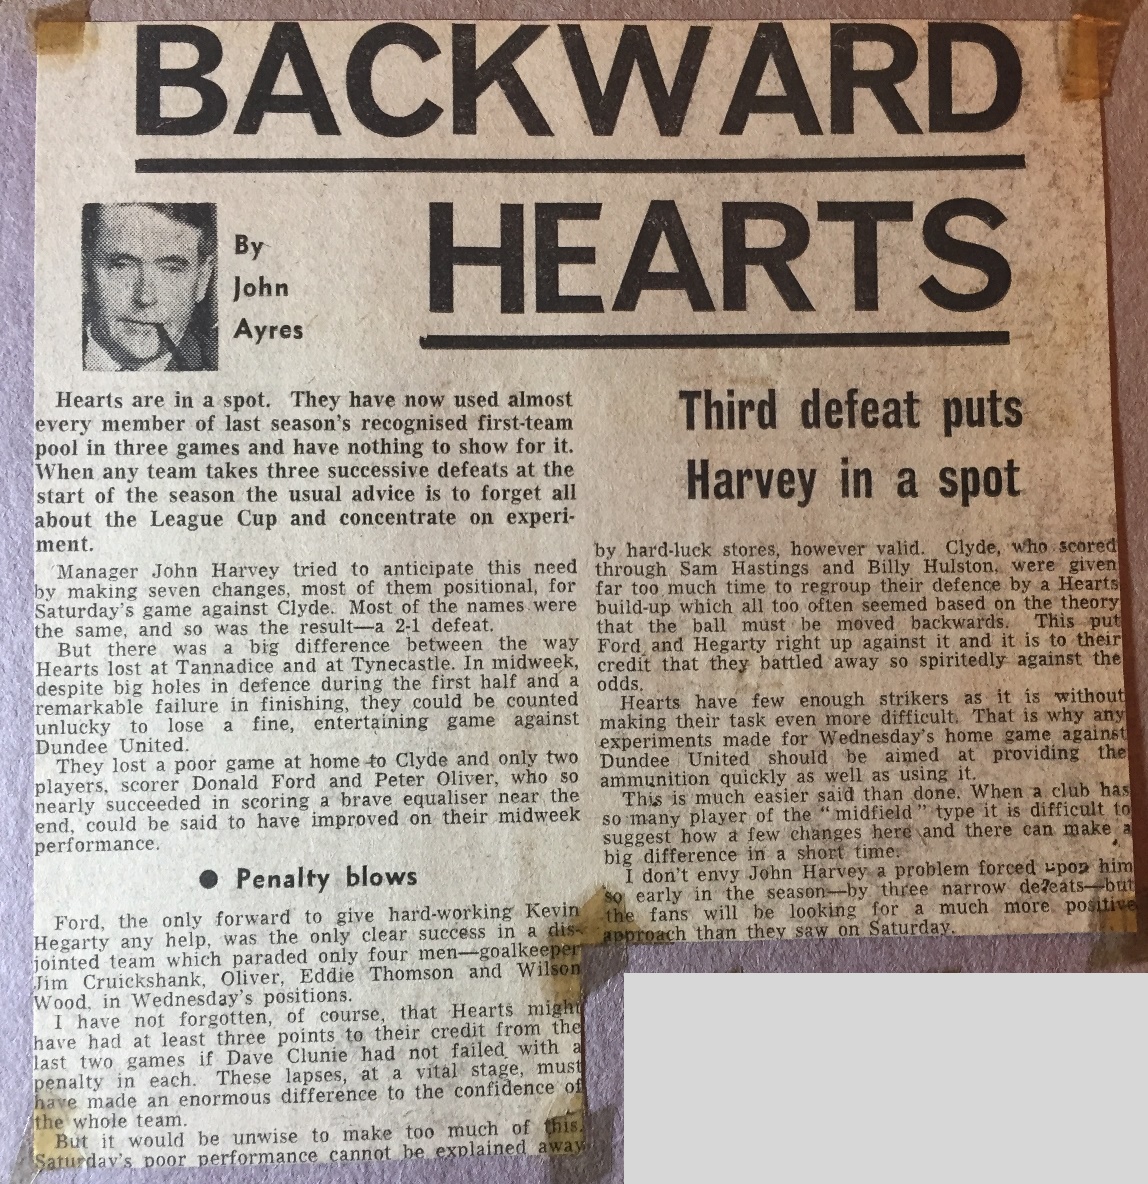 BACKWARD
HEARTS
By
John
Ayres
Hearts are in a spot. They have now used almost
every member of last season's recognised first-team
pool in three games and have nothing to show for it.
When any team takes three successive defeats at the
start of the season the usual advice is to forget all
about the League Cup and concentrate on experi-
ment.
Manager John Harvey tried to anticipate this need
by making seven changes, most of them positional, for
Saturday's game against Clyde. Most of the names were
the same, and so was the result—a 2-1 defeat.
But there was a big difference between the way
Hearts lost at Tannadice and at Tynecastle. In midweek,
despite big holes in defence during the first half and a
remarkable failure in finishing, they could be counted
unlucky to lose a fine, entertaining game against
Dundee United.
They lost a poor game at home to Clyde and only two
players, scorer Donald Ford and Peter Oliver, who so
nearly succeeded in scoring a brave equaliser near the
end, could be said to have improved on their midweek
performance.
● Penalty blows
Ford, the only forward to give hard-working Kevin
Hegarty any help, was the only clear success in a dis-
jointed team which paraded only four men—goalkeeper
Jim Cruickshank, Oliver, Eddie Thomson and Wilson
Wood, in Wednesday's positions.
I have not forgotten, of course, that Hearts might
have had at least three points to their credit from the
last two games if Dave Clunie had not failed with a
penalty in each. These lapses, at a vital stage, must
have made an enormous difference to the confidence of
the whole team.
But it would be unwise to make too much of this.
Saturday's poor performance cannot be explained away
Third defeat puts
Harvey in a spot
by hard-luck stores, however valid. Clyde, who scored
through Sam Hastings and Billy Hulston, were given
far too much time to regroup their defence by a Hearts
build-up which all too often seemed based on the theory
that the ball must be moved backwards. This put
Ford and Hegarty right up against it and it is to their
credit that they battled away so spiritedly against the
odds.
Hearts have few enough strikers as it is without
making their task even more difficult. That is why any
experiments made for Wednesday's home game against
Dundee United should be aimed at providing the
ammunition quickly as well as using it.
This is much easier said than done. When a club has
so many player of the "midfield" type it is difficult to
suggest how a few changes here and there can make a
big difference in a short time.
I don't envy John Harvey a problem forced upon him
so early in the season—by three narrow de?eats—but
the fans will be looking for a much more positive
approach than they saw on Saturday.